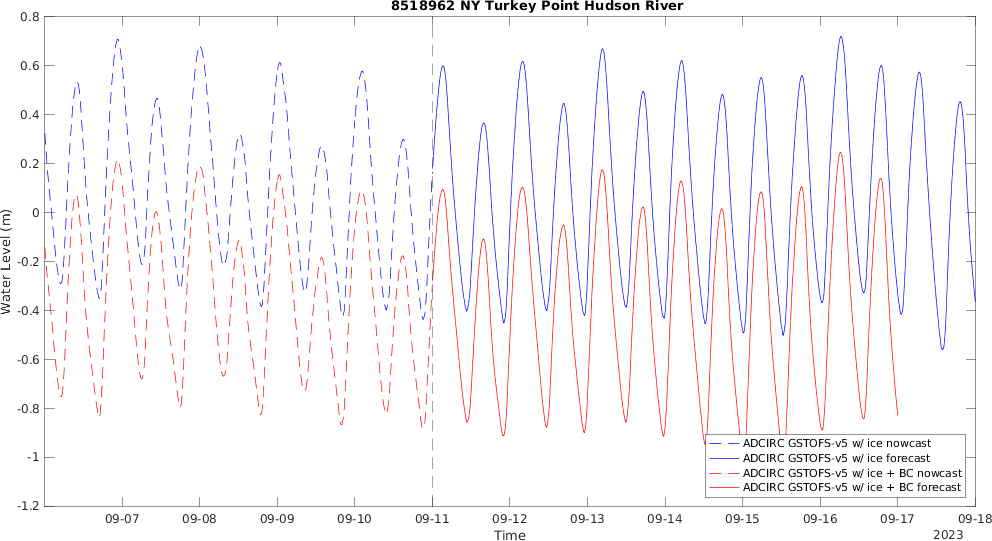 8518962 NY Turkey Point Hudson River
0.8
0.6
0.4
0.2
0
-0.2
-0.4
-0.6
-0.8
-1
-1.2
Water Level (m)
ADCIRC GSTOFS-v5 w/ ice nowcast
ADCIRC GSTOFS-v5 w/ ice forecast
ADCIRC GSTOFS-v5 w/ ice + BC nowcast
ADCIRC GSTOFS-v5 w/ ice + BC forecast
09-07 09-08 09-09 09-10 09-11 09-12 09-13 09-14 09-15 09-16 09-17 09-18
Time
2023